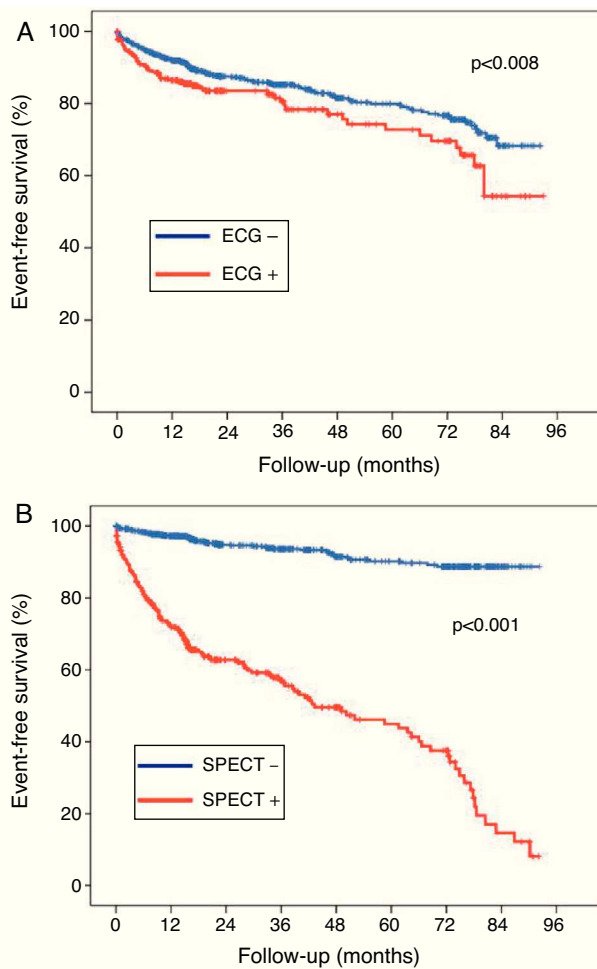 A
100
80
60
40
20
0
Event-free survival (%)
p<0.008
ECG –
ECG +
0 12 24 36 48 60 72 84 96
Follow-up (months)
B
100
80
60
40
20
0
Event-free survival (%)
p<0.001
SPECT –
SPECT +
0 12 24 36 48 60 72 84 96
Follow-up (months)